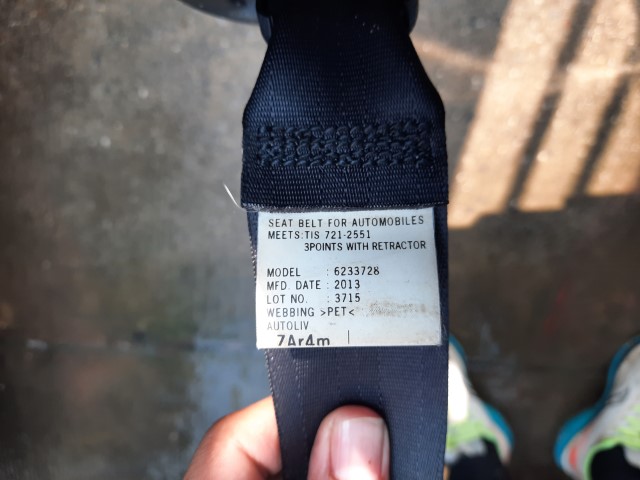 SEAT BELT FOR AUTOMOBILES
MEETS:TIS 721-2551
3POINTS WITH RETRACTOR
MODEL : 6233728
MFD. DATE : 2013
LOT NO. : 3715
WEBBING >PET<
AUTOLIV
7Ar4m |